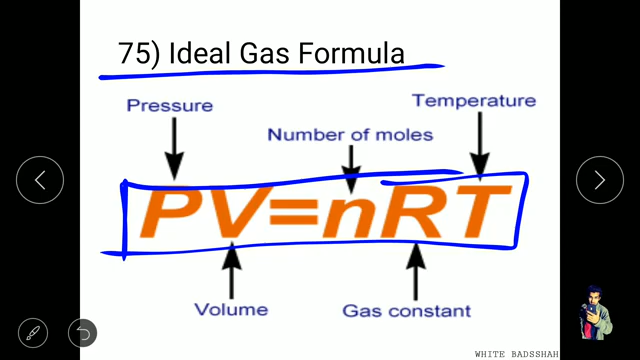 75) Ideal Gas Formula
Pressure
Temperature
Number of moles
PV=nRT
Volume
Gas constant
WHITE BADSSHAH